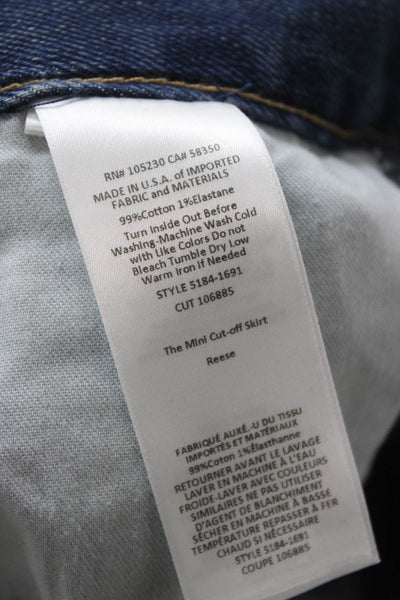 RN# 105230 CA# 58350
MADE IN U.S.A. of IMPORTED
FABRIC and MATERIALS
99%Cotton 1%Elastane
Turn Inside Out Before
Washing-Machine Wash Cold
with Like Colors Do not
Bleach Tumble Dry Low
Warm Iron if Needed
STYLE 5184-1691
CUT 106885
The Mini Cut-off Skirt
Reese
FABRIQUÉ AUXÉ.-U DU TISSU
IMPORTÉS ET MATÉRIAUX
99%Coton 1%Élasthanne
RETOURNER AVANT LE LAVAGE
LAVER EN MACHINE À L'EAU
FROIDE-LAVER AVEC COULEURS
SIMILAIRES NE PAS UTILISER
D'AGENT DE BLANCHIMENT
SÉCHER EN MACHINE À BASSE
TEMPÉRATURE REPASSER À FER
CHAUD SI NÉCESSAIRE
STYLE 5184-1691
COUPE 106885